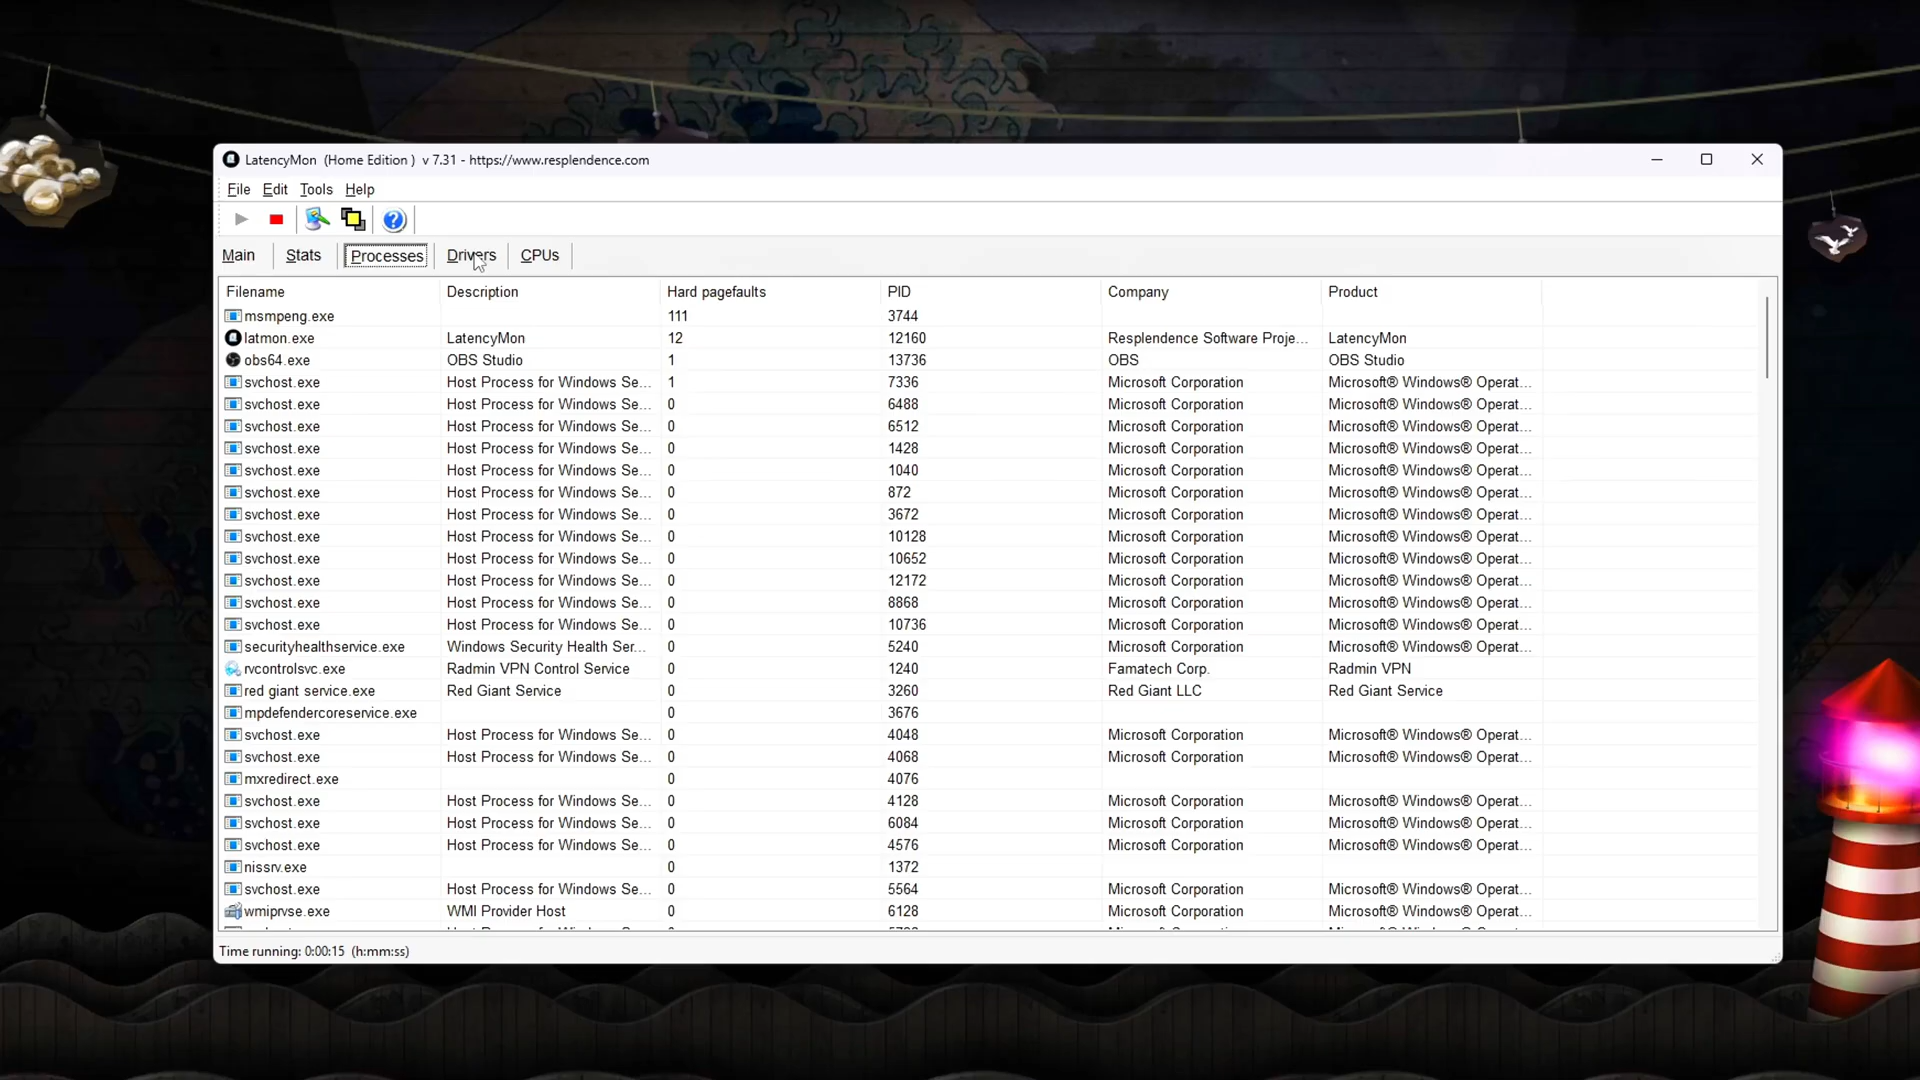 LatencyMon (Home Edition ) v 7.31 - https://www.resplendence.com
File Edit Tools Help
Main Stats Processes Drivers CPUs
Filename Description Hard pagefaults PID Company Product
msmpeng.exe 111 3744
latmon.exe LatencyMon 12 12160 Resplendence Software Proje... LatencyMon
obs64.exe OBS Studio 1 13736 OBS OBS Studio
svchost.exe Host Process for Windows Se... 1 7336 Microsoft Corporation Microsoft® Windows® Operat...
svchost.exe Host Process for Windows Se... 0 6488 Microsoft Corporation Microsoft® Windows® Operat...
svchost.exe Host Process for Windows Se... 0 6512 Microsoft Corporation Microsoft® Windows® Operat...
svchost.exe Host Process for Windows Se... 0 1428 Microsoft Corporation Microsoft® Windows® Operat...
svchost.exe Host Process for Windows Se... 0 1040 Microsoft Corporation Microsoft® Windows® Operat...
svchost.exe Host Process for Windows Se... 0 872 Microsoft Corporation Microsoft® Windows® Operat...
svchost.exe Host Process for Windows Se... 0 3672 Microsoft Corporation Microsoft® Windows® Operat...
svchost.exe Host Process for Windows Se... 0 10128 Microsoft Corporation Microsoft® Windows® Operat...
svchost.exe Host Process for Windows Se... 0 10652 Microsoft Corporation Microsoft® Windows® Operat...
svchost.exe Host Process for Windows Se... 0 12172 Microsoft Corporation Microsoft® Windows® Operat...
svchost.exe Host Process for Windows Se... 0 8868 Microsoft Corporation Microsoft® Windows® Operat...
svchost.exe Host Process for Windows Se... 0 10736 Microsoft Corporation Microsoft® Windows® Operat...
securityhealthservice.exe Windows Security Health Ser... 0 5240 Microsoft Corporation Microsoft® Windows® Operat...
rvcontrolsvc.exe Radmin VPN Control Service 0 1240 Famatech Corp. Radmin VPN
red giant service.exe Red Giant Service 0 3260 Red Giant LLC Red Giant Service
mpdefendercoreservice.exe 0 3676
svchost.exe Host Process for Windows Se... 0 4048 Microsoft Corporation Microsoft® Windows® Operat...
svchost.exe Host Process for Windows Se... 0 4068 Microsoft Corporation Microsoft® Windows® Operat...
mxredirect.exe 0 4076
svchost.exe Host Process for Windows Se... 0 4128 Microsoft Corporation Microsoft® Windows® Operat...
svchost.exe Host Process for Windows Se... 0 6084 Microsoft Corporation Microsoft® Windows® Operat...
svchost.exe Host Process for Windows Se... 0 4576 Microsoft Corporation Microsoft® Windows® Operat...
nissrv.exe 0 1372
svchost.exe Host Process for Windows Se... 0 5564 Microsoft Corporation Microsoft® Windows® Operat...
wmiprvse.exe WMI Provider Host 0 6128 Microsoft Corporation Microsoft® Windows® Operat...
Time running: 0:00:15 (h:mm:ss)